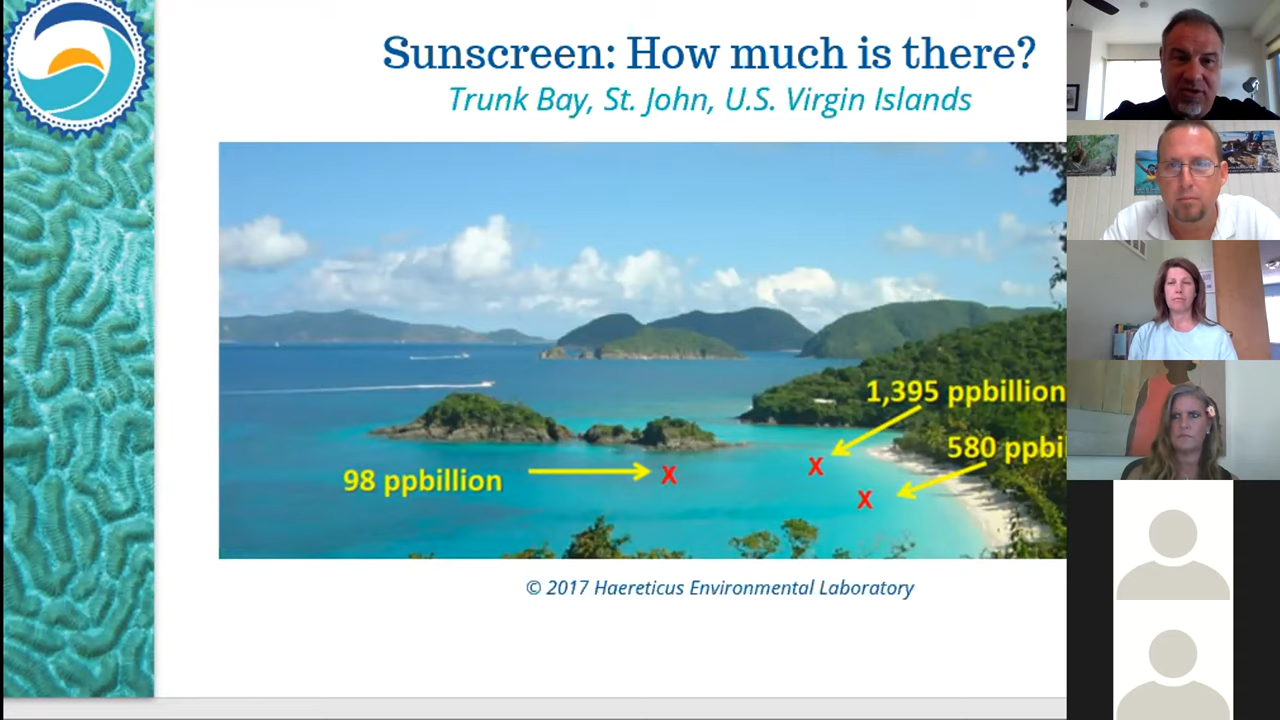 Sunscreen: How much is there?
Trunk Bay, St. John, U.S. Virgin Islands
1,395 ppbillion
580 ppbi
98 ppbillion
© 2017 Haereticus Environmental Laboratory